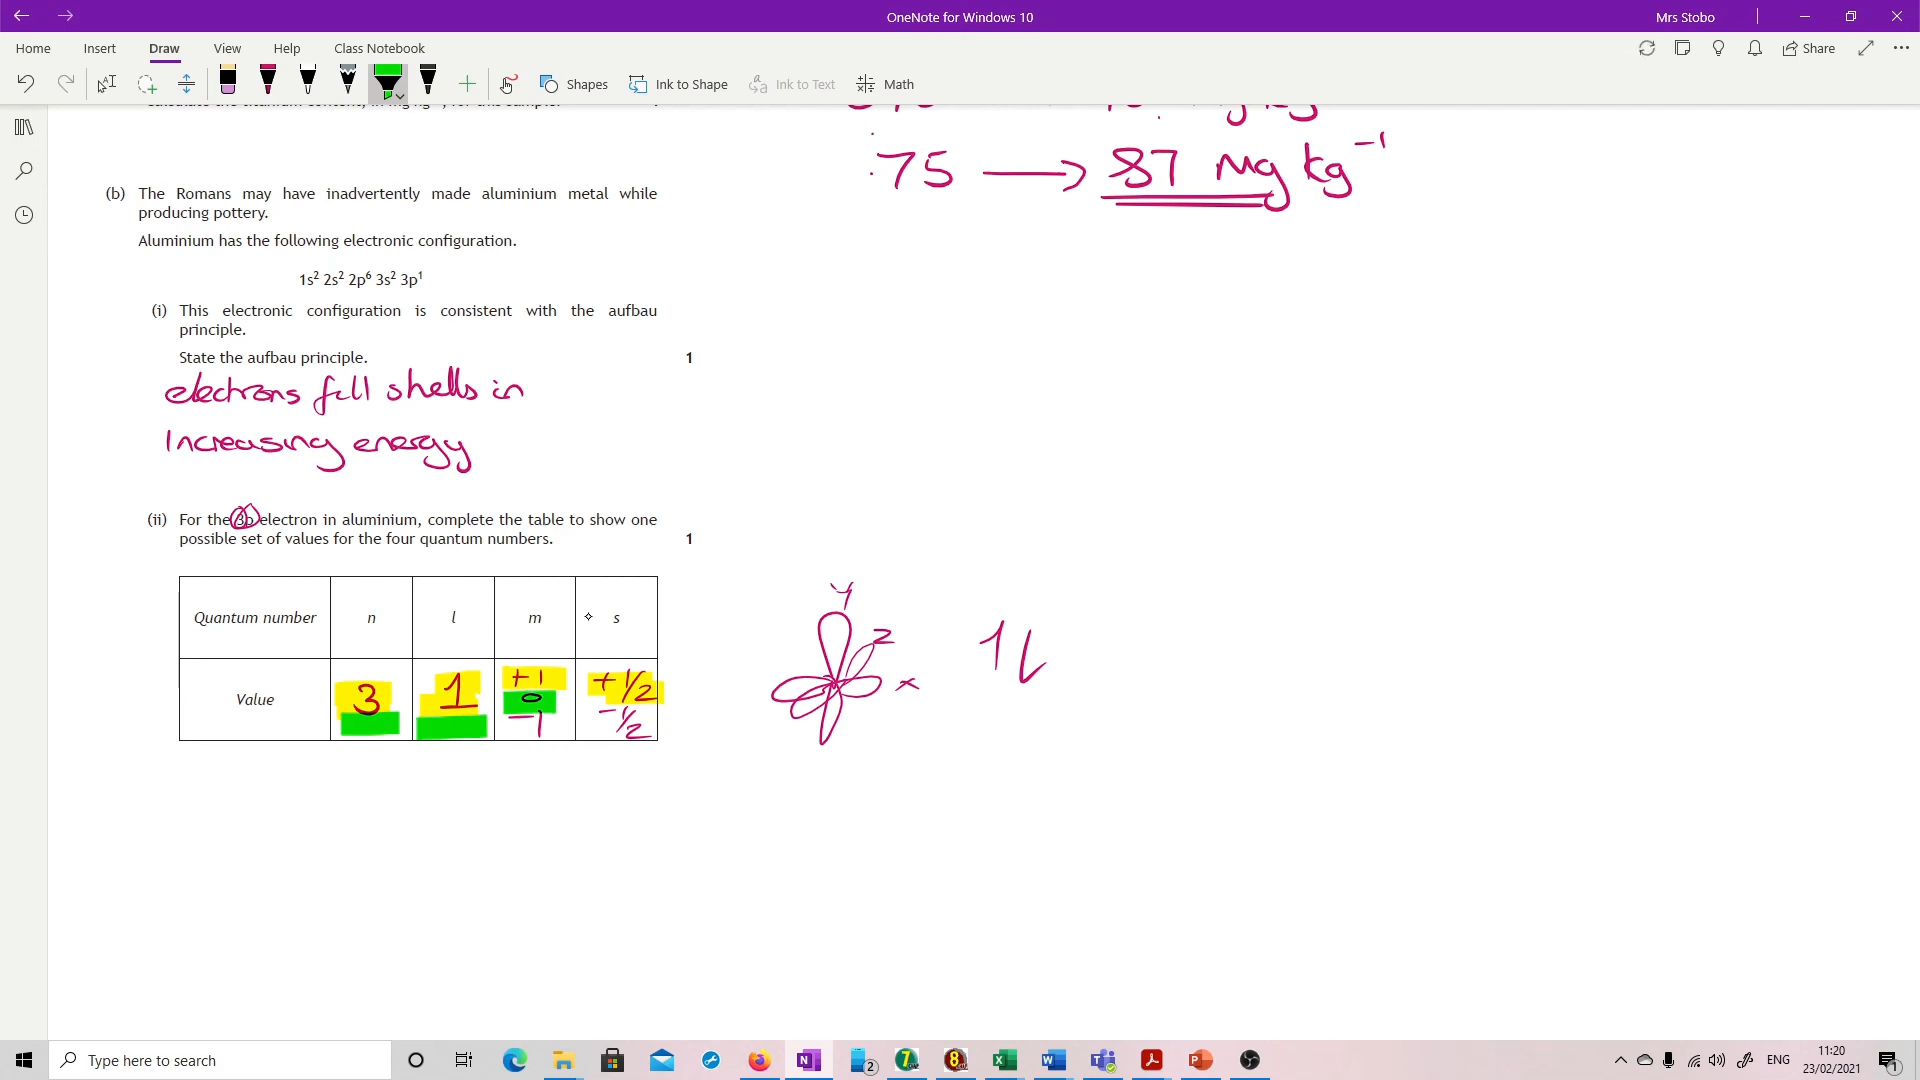 OneNote for Windows 10
Mrs Stobo
Home Insert Draw View Help Class Notebook
Share
Shapes
Ink to Shape
Ink to Text
Math
75 → 87 mg kg⁻¹
(b) The Romans may have inadvertently made aluminium metal while
producing pottery.
Aluminium has the following electronic configuration.
1s² 2s² 2p⁶ 3s² 3p¹
(i) This electronic configuration is consistent with the aufbau
principle.
State the aufbau principle. 1
electrons fill shells in
Increasing energy
(ii) For the 3p electron in aluminium, complete the table to show one
possible set of values for the four quantum numbers. 1
Quantum number n l m s
Value 3 1 +1 +1/2
0
-1 -1/2
y
z
x
Type here to search
ENG
11:20
23/02/2021